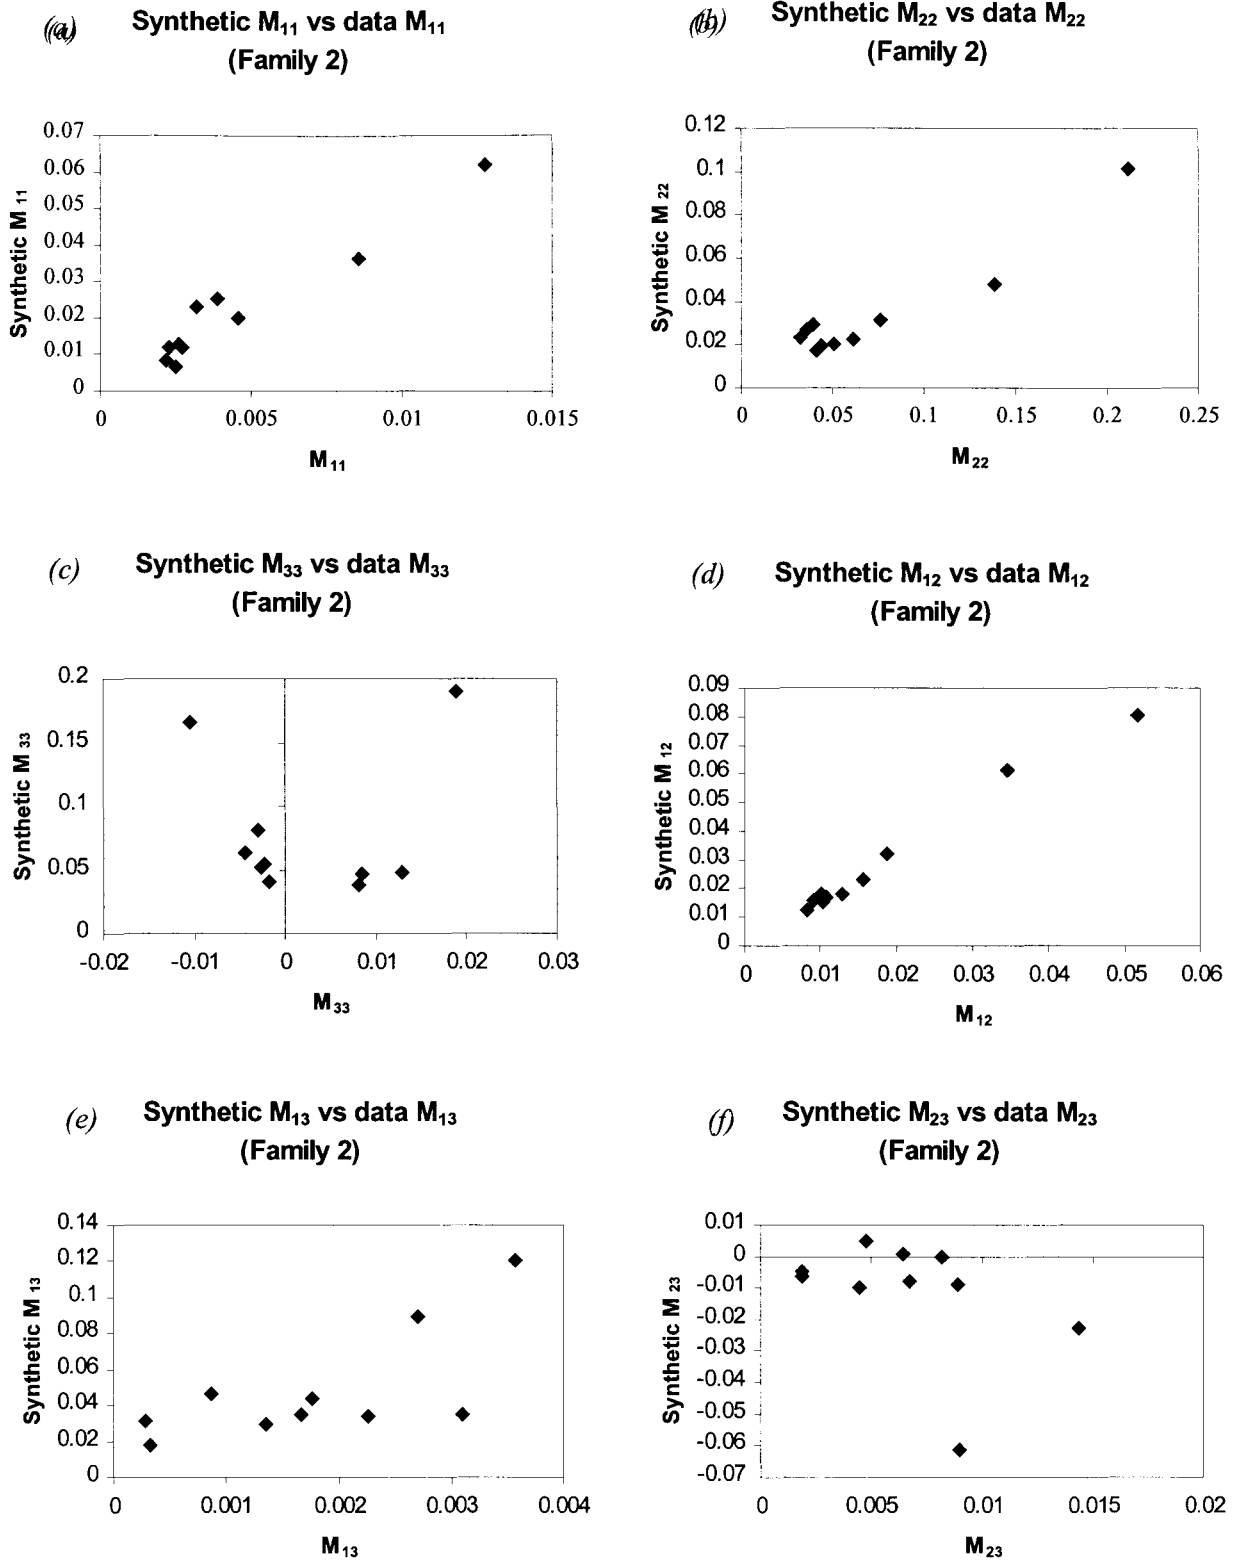 (a) Synthetic M11 vs data M11
(Family 2)
0.07
0.06
0.05
0.04
0.03
0.02
0.01
0
Synthetic M 11
0 0.005 0.01 0.015
M11
(b) Synthetic M22 vs data M22
(Family 2)
0.12
0.1
0.08
0.06
0.04
0.02
0
Synthetic M 22
0 0.05 0.1 0.15 0.2 0.25
M22
(c) Synthetic M33 vs data M33
(Family 2)
0.2
0.15
0.1
0.05
0
Synthetic M 33
-0.02 -0.01 0 0.01 0.02 0.03
M33
(d) Synthetic M12 vs data M12
(Family 2)
0.09
0.08
0.07
0.06
0.05
0.04
0.03
0.02
0.01
0
Synthetic M 12
0 0.01 0.02 0.03 0.04 0.05 0.06
M12
(e) Synthetic M13 vs data M13
(Family 2)
0.14
0.12
0.1
0.08
0.06
0.04
0.02
0
Synthetic M 13
0 0.001 0.002 0.003 0.004
M13
(f) Synthetic M23 vs data M23
(Family 2)
0.01
0
-0.01
-0.02
-0.03
-0.04
-0.05
-0.06
-0.07
Synthetic M 23
0 0.005 0.01 0.015 0.02
M23